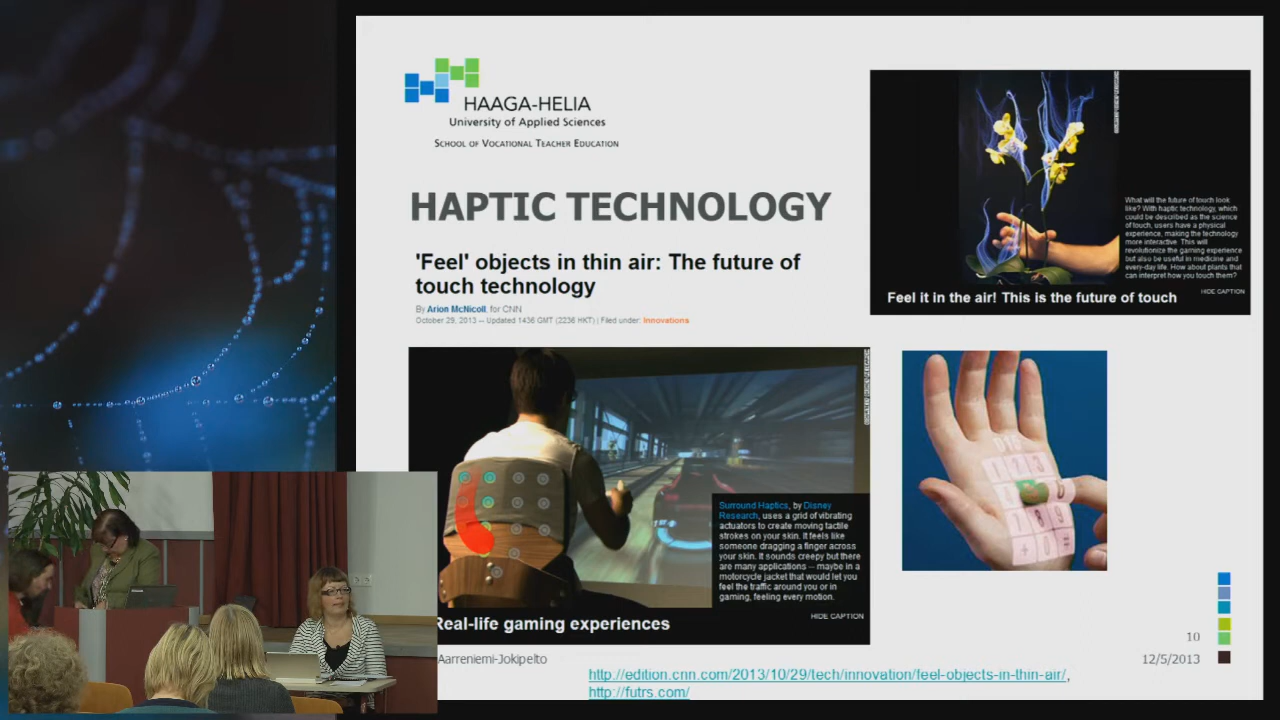 HAAGA-HELIA
University of Applied Sciences
SCHOOL OF VOCATIONAL TEACHER EDUCATION
HAPTIC TECHNOLOGY
'Feel' objects in thin air: The future of
touch technology
By Arion McNicoll, for CNN
October 29, 2013 -- Updated 1436 GMT (2236 HKT) | Filed under: Innovations
What will the future of touch look
like? With haptic technology, which
could be described as the science
of touch, users have a physical
experience, making the technology
more interactive. This will
revolutionize the gaming experience
but also be useful in medicine and
every-day life. How about plants that
can interpret how you touch them?
HIDE CAPTION
Feel it in the air! This is the future of touch
Surround Haptics, by Disney
Research, uses a grid of vibrating
actuators to create moving tactile
strokes on your skin. It feels like
someone dragging a finger across
your skin. It sounds creepy but there
are many applications -- maybe in a
motorcycle jacket that would let you
feel the traffic around you or in
gaming, feeling every motion.
HIDE CAPTION
Real-life gaming experiences
10
Aarreniemi-Jokipelto
12/5/2013
http://edition.cnn.com/2013/10/29/tech/innovation/feel-objects-in-thin-air/,
http://futrs.com/